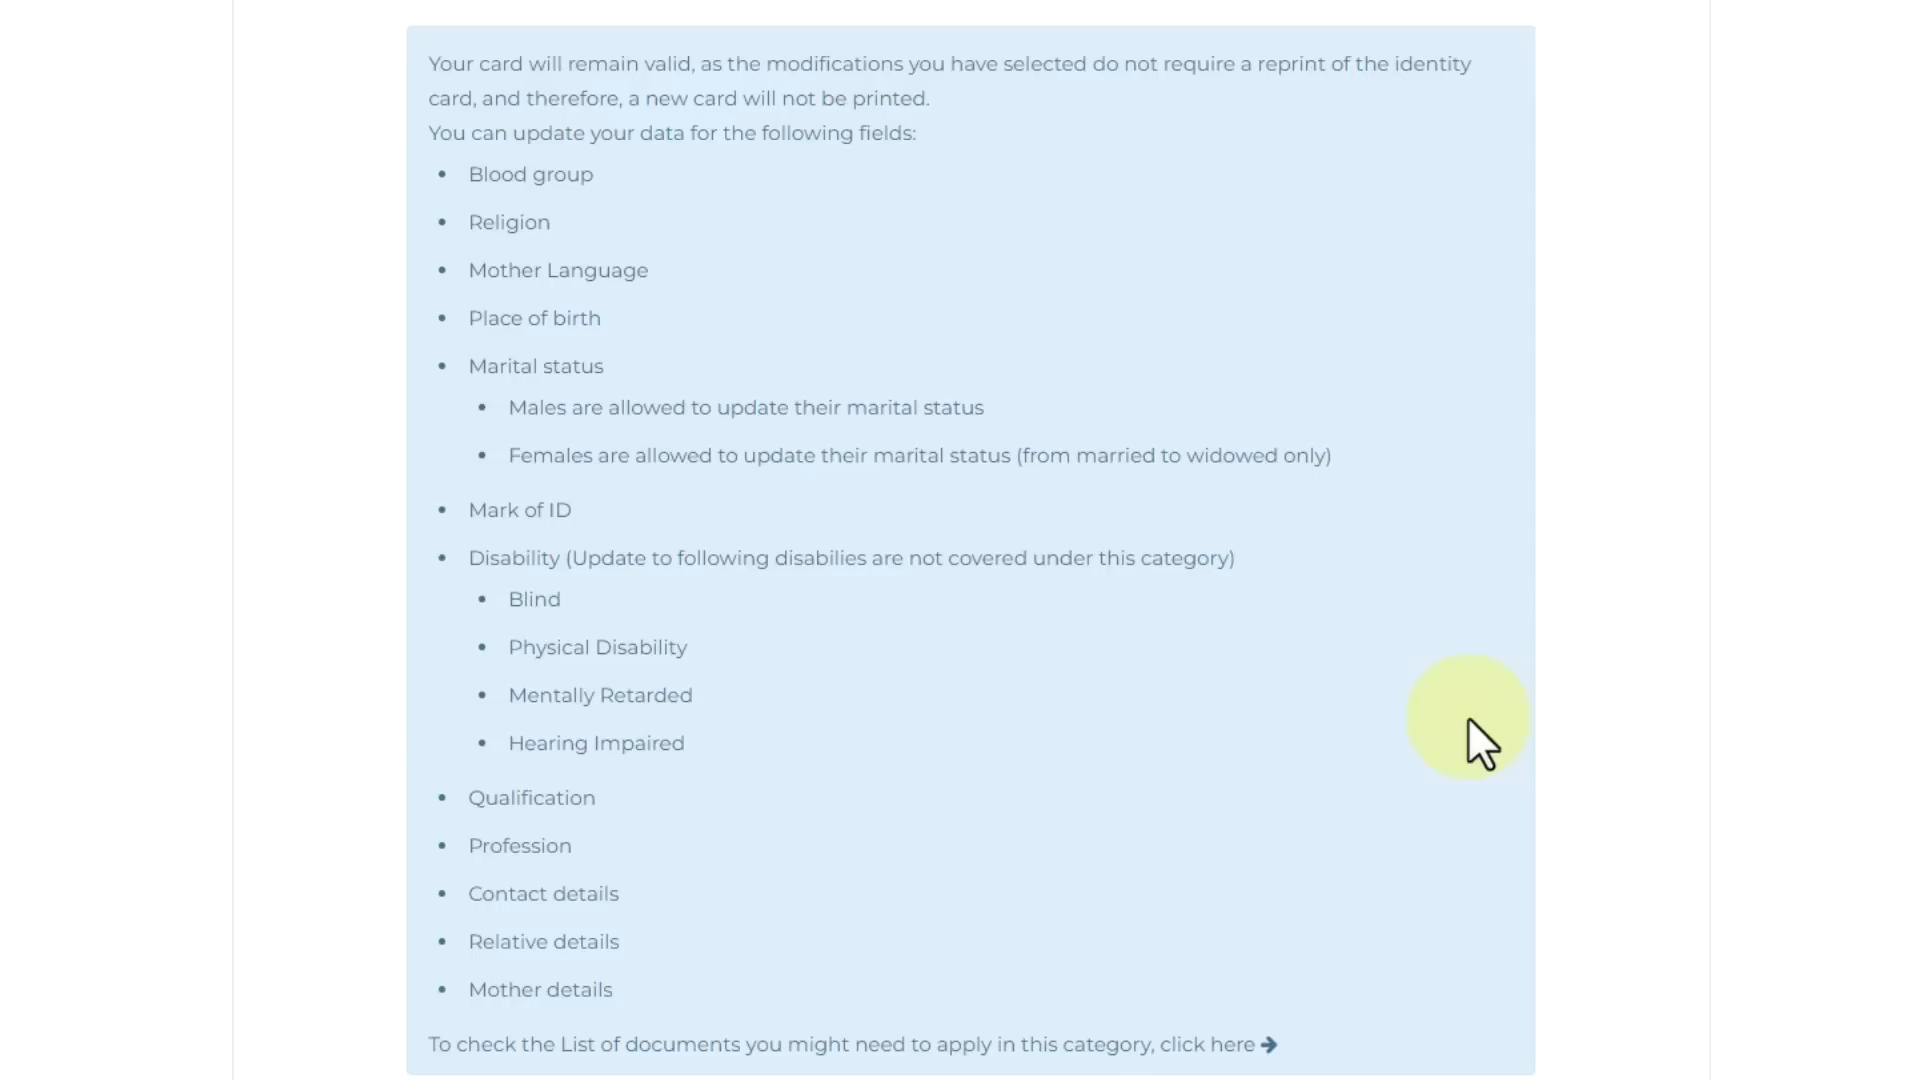 Your card will remain valid, as the modifications you have selected do not require a reprint of the identity
card, and therefore, a new card will not be printed.
You can update your data for the following fields:
• Blood group
• Religion
• Mother Language
• Place of birth
• Marital status
• Males are allowed to update their marital status
• Females are allowed to update their marital status (from married to widowed only)
• Mark of ID
• Disability (Update to following disabilies are not covered under this category)
• Blind
• Physical Disability
• Mentally Retarded
• Hearing Impaired
• Qualification
• Profession
• Contact details
• Relative details
• Mother details
To check the List of documents you might need to apply in this category, click here →